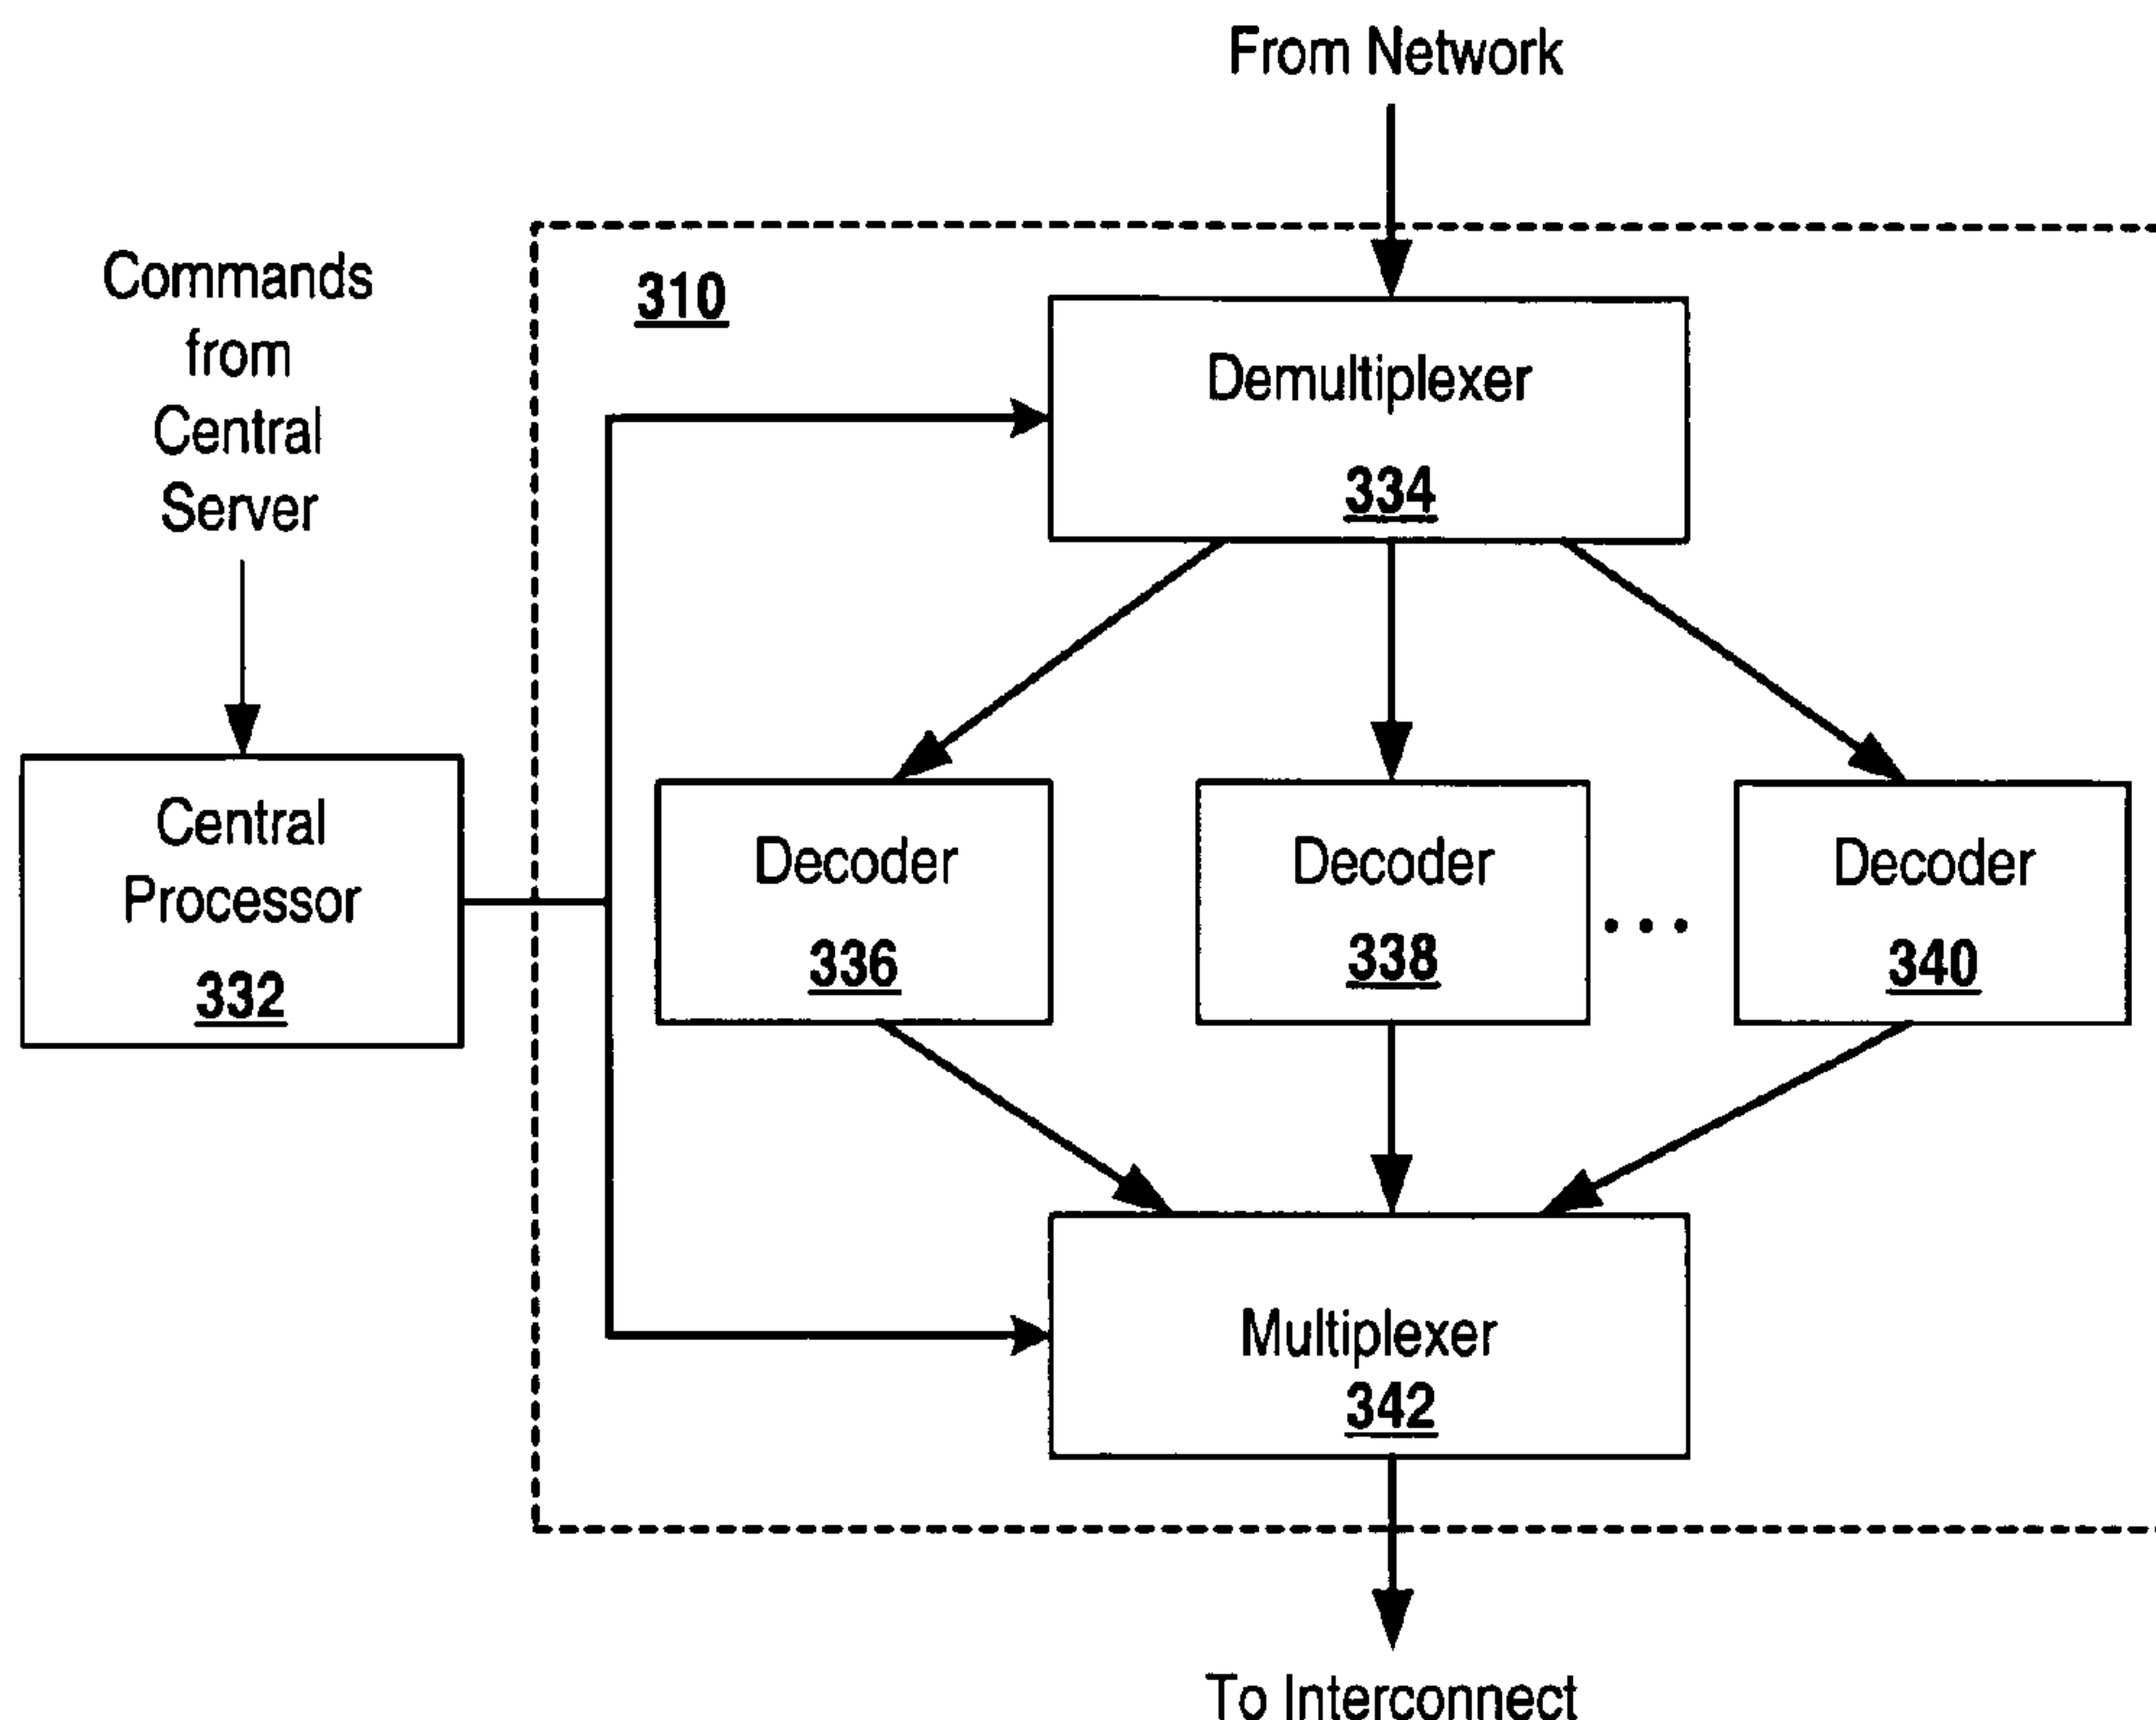 From Network
Commands
from
Central
Server
310
Demultiplexer
334
Central
Processor
332
Decoder
336
Decoder
338
...
Decoder
340
Multiplexer
342
To Interconnect